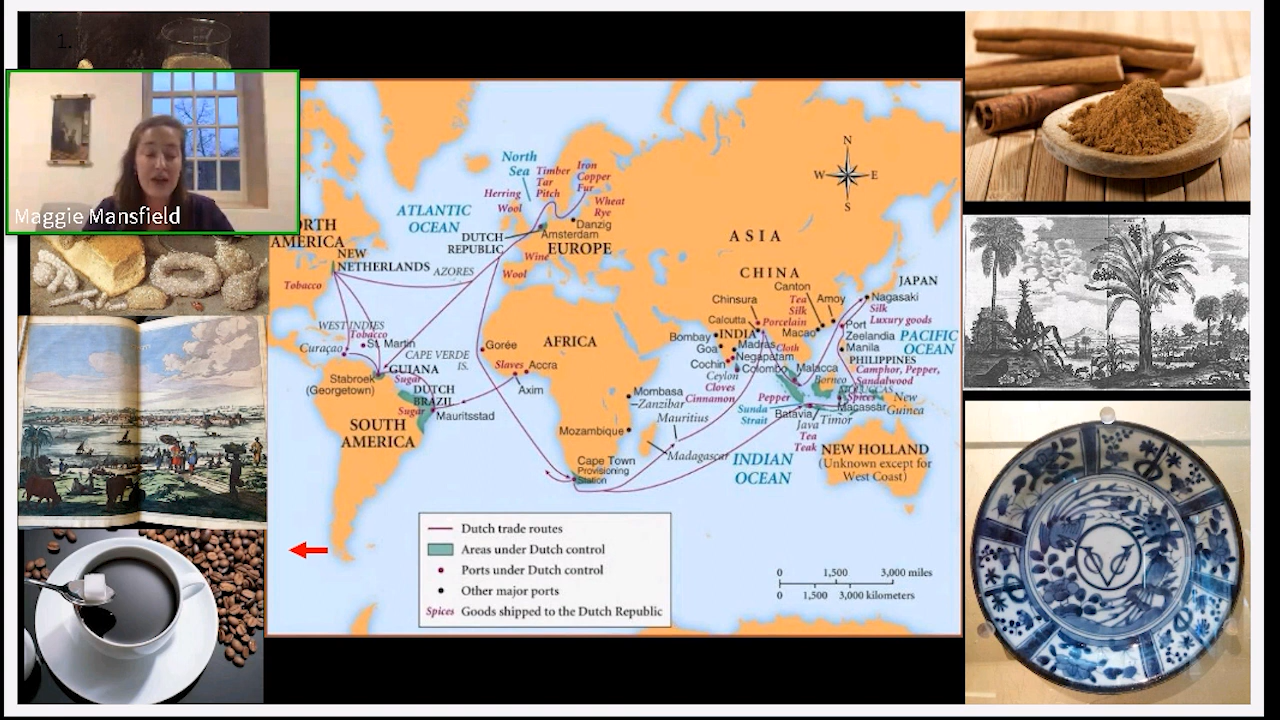 1.
Maggie Mansfield
NORTH
AMERICA
NEW
NETHERLANDS
Tobacco
ATLANTIC
OCEAN
AZORES
WEST INDIES
Tobacco
Curaçao
St. Martin
CAPE VERDE
IS.
Stabroek
(Georgetown)
GUIANA
Sugar
DUTCH
BRAZIL
Sugar
Mauritsstad
SOUTH
AMERICA
North
Sea
Timber
Tar
Pitch
Iron
Copper
Fur
Herring
Wool
Wheat
Rye
Danzig
Amsterdam
DUTCH
REPUBLIC
EUROPE
Wine
Wool
AFRICA
Gorée
Slaves
Accra
Axim
Mombasa
Zanzibar
Mauritius
Mozambique
Madagascar
Cape Town
Provisioning
Station
N
W
E
S
ASIA
CHINA
Canton
Tea
Silk
Amoy
Chinsura
Calcutta
Porcelain
Macao
JAPAN
Nagasaki
Silk
Luxury goods
Port
Zeelandia
PACIFIC
OCEAN
Manila
PHILIPPINES
Camphor, Pepper,
Sandalwood
Bombay
INDIA
Goa
Madras
Cloth
Cochin
Negapatam
Colombo
Ceylon
Cloves
Cinnamon
Malacca
Borneo
MOLUCCAS
Spices
New
Guinea
Macassar
Pepper
Sunda
Strait
Batavia
Java
Timor
Tea
Teak
INDIAN
OCEAN
NEW HOLLAND
(Unknown except for
West Coast)
Dutch trade routes
Areas under Dutch control
Ports under Dutch control
Other major ports
Spices Goods shipped to the Dutch Republic
0 1,500 3,000 miles
0 1,500 3,000 kilometers
VOC